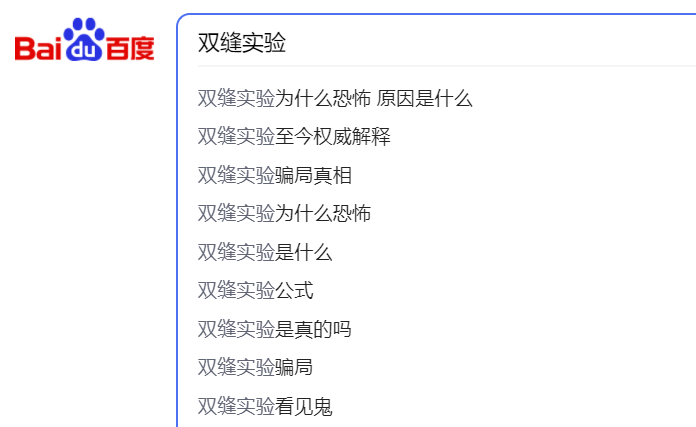 Bai du 百度
双缝实验
双缝实验为什么恐怖 原因是什么
双缝实验至今权威解释
双缝实验骗局真相
双缝实验为什么恐怖
双缝实验是什么
双缝实验公式
双缝实验是真的吗
双缝实验骗局
双缝实验看见鬼